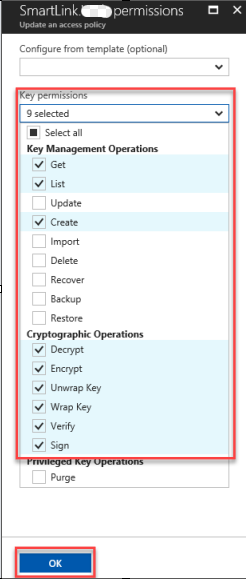 SmartLink. permissions
Update an access policy
Configure from template (optional)
Key permissions
9 selected
Select all
Key Management Operations
Get
List
Update
Create
Import
Delete
Recover
Backup
Restore
Cryptographic Operations
Decrypt
Encrypt
Unwrap Key
Wrap Key
Verify
Sign
Privileged Key Operations
Purge
OK